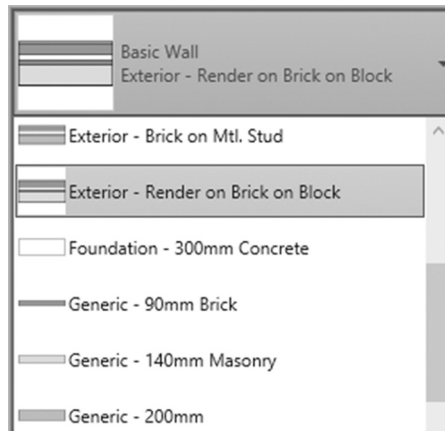 Basic Wall
Exterior - Render on Brick on Block
Exterior - Brick on Mtl. Stud
Exterior - Render on Brick on Block
Foundation - 300mm Concrete
Generic - 90mm Brick
Generic - 140mm Masonry
Generic - 200mm